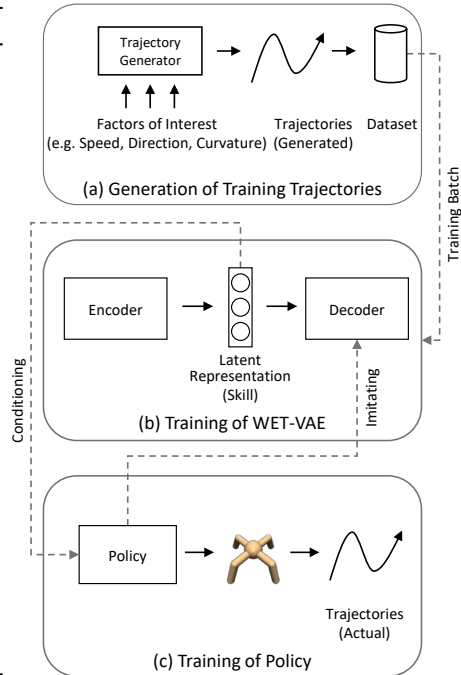 Trajectory
Generator
Factors of Interest
(e.g. Speed, Direction, Curvature)
Trajectories
(Generated)
Dataset
(a) Generation of Training Trajectories
Training Batch
Encoder
Decoder
Latent
Representation
(Skill)
(b) Training of WET-VAE
Conditioning
Imitating
Policy
Trajectories
(Actual)
(c) Training of Policy